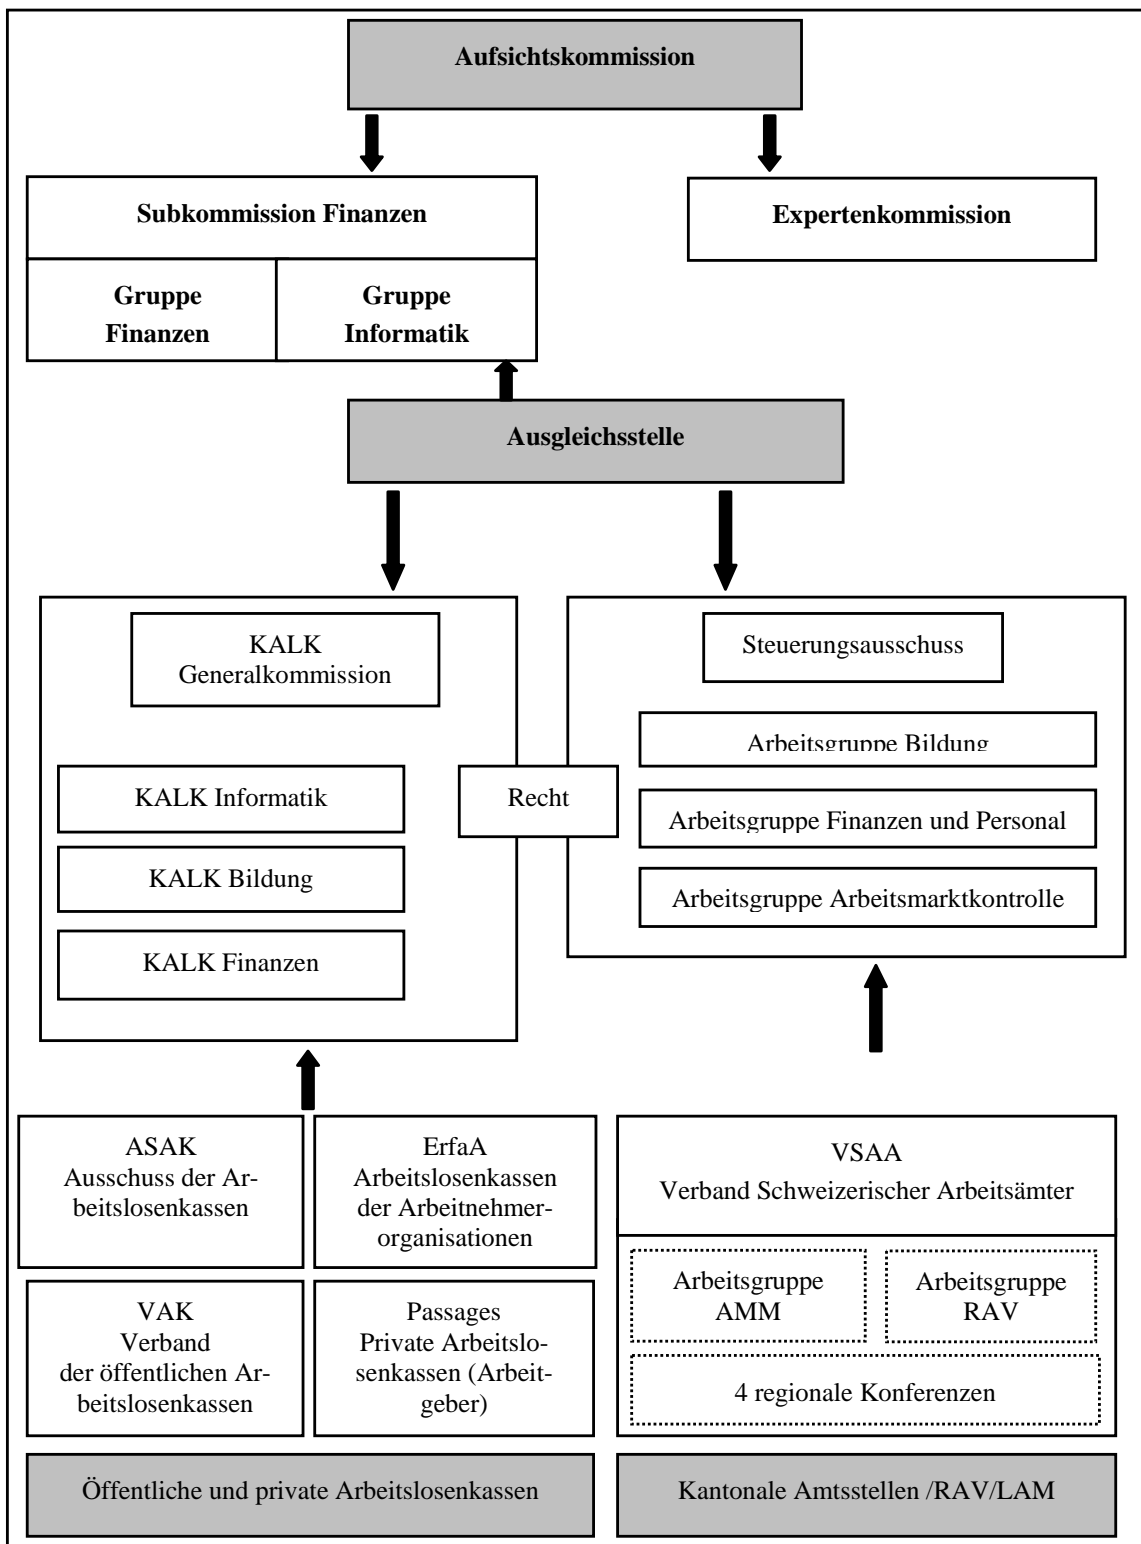 Aufsichtskommission
Subkommission Finanzen
Expertenkommission
Gruppe
Finanzen
Gruppe
Informatik
Ausgleichsstelle
KALK
Generalkommission
KALK Informatik
KALK Bildung
KALK Finanzen
Recht
Steuerungsausschuss
Arbeitsgruppe Bildung
Arbeitsgruppe Finanzen und Personal
Arbeitsgruppe Arbeitsmarktkontrolle
ASAK
Ausschuss der Ar-
beitslosenkassen
ErfaA
Arbeitslosenkassen
der Arbeitnehmer-
organisationen
VAK
Verband
der öffentlichen Ar-
beitslosenkassen
Passages
Private Arbeitslo-
senkassen (Arbeit-
geber)
VSAA
Verband Schweizerischer Arbeitsämter
Arbeitsgruppe
AMM
Arbeitsgruppe
RAV
4 regionale Konferenzen
Öffentliche und private Arbeitslosenkassen
Kantonale Amtsstellen /RAV/LAM